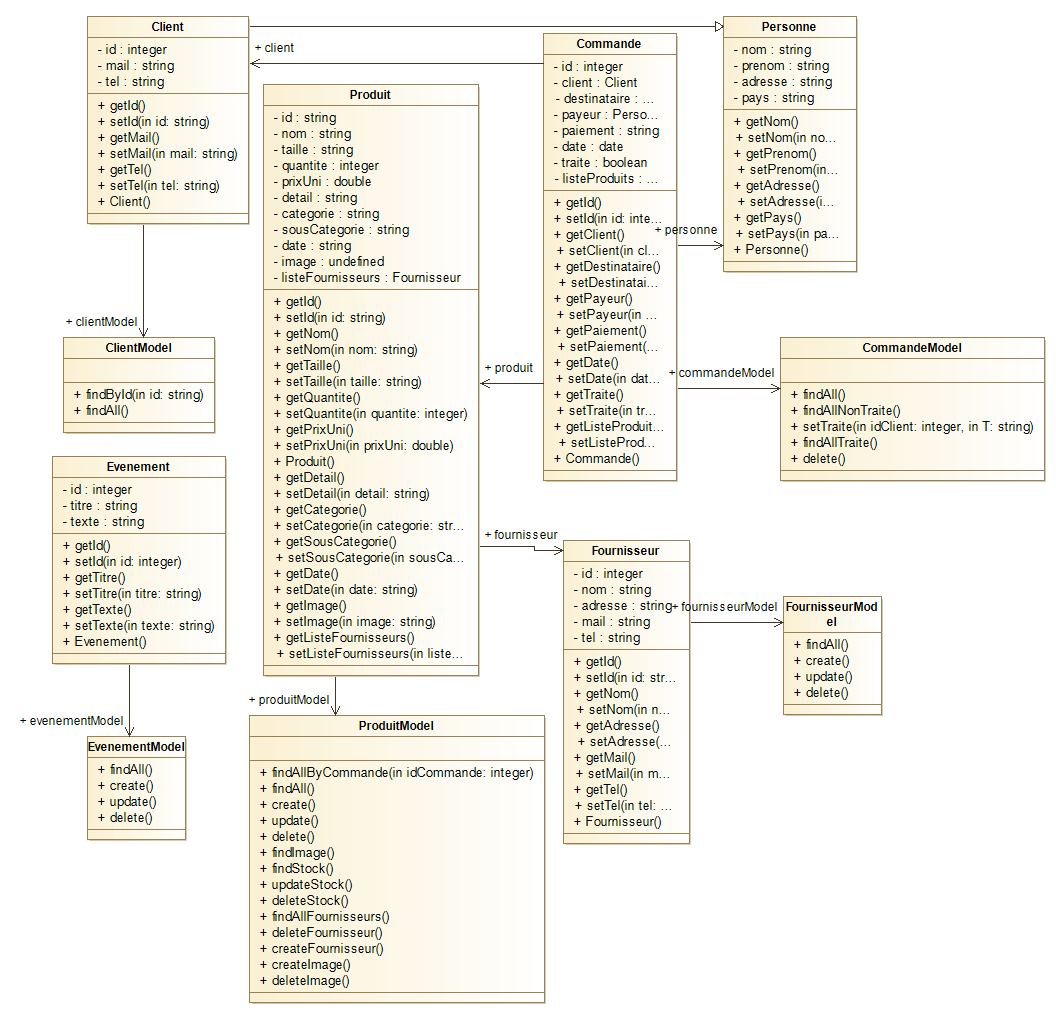 Client
- id : integer
- mail : string
- tel : string
+ getId()
+ setId(in id: string)
+ getMail()
+ setMail(in mail: string)
+ getTel()
+ setTel(in tel: string)
+ Client()
+ client
Personne
- nom : string
- prenom : string
- adresse : string
- pays : string
+ getNom()
+ setNom(in no...
+ getPrenom()
+ setPrenom(in...
+ getAdresse()
+ setAdresse(i...
+ getPays()
+ setPays(in pa...
+ Personne()
Commande
- id : integer
- client : Client
- destinataire : ...
- payeur : Perso...
- paiement : string
- date : date
- traite : boolean
- listeProduits : ...
+ getId()
+ setId(in id: inte...
+ getClient()
+ setClient(in cl...
+ getDestinataire()
+ setDestinatai...
+ getPayeur()
+ setPayeur(in ...
+ getPaiement()
+ setPaiement(...
+ getDate()
+ setDate(in dat...
+ getTraite()
+ setTraite(in tr...
+ getListeProduit...
+ setListeProd...
+ Commande()
+ personne
Produit
- id : string
- nom : string
- taille : string
- quantite : integer
- prixUni : double
- detail : string
- categorie : string
- sousCategorie : string
- date : string
- image : undefined
- listeFournisseurs : Fournisseur
+ getId()
+ setId(in id: string)
+ getNom()
+ setNom(in nom: string)
+ getTaille()
+ setTaille(in taille: string)
+ getQuantite()
+ setQuantite(in quantite: integer)
+ getPrixUni()
+ setPrixUni(in prixUni: double)
+ Produit()
+ getDetail()
+ setDetail(in detail: string)
+ getCategorie()
+ setCategorie(in categorie: str...
+ getSousCategorie()
+ setSousCategorie(in sousCa...
+ getDate()
+ setDate(in date: string)
+ getImage()
+ setImage(in image: string)
+ getListeFournisseurs()
+ setListeFournisseurs(in liste...
+ clientModel
ClientModel
+ findById(in id: string)
+ findAll()
+ produit
+ commandeModel
CommandeModel
+ findAll()
+ findAllNonTraite()
+ setTraite(in idClient: integer, in T: string)
+ findAllTraite()
+ delete()
Evenement
- id : integer
- titre : string
- texte : string
+ getId()
+ setId(in id: integer)
+ getTitre()
+ setTitre(in titre: string)
+ getTexte()
+ setTexte(in texte: string)
+ Evenement()
+ fournisseur
Fournisseur
- id : integer
- nom : string
- adresse : string
- mail : string
- tel : string
+ getId()
+ setId(in id: str...
+ getNom()
+ setNom(in n...
+ getAdresse()
+ setAdresse(...
+ getMail()
+ setMail(in m...
+ getTel()
+ setTel(in tel: ...
+ Fournisseur()
+ fournisseurModel
FournisseurMod
el
+ findAll()
+ create()
+ update()
+ delete()
+ evenementModel
EvenementModel
+ findAll()
+ create()
+ update()
+ delete()
+ produitModel
ProduitModel
+ findAllByCommande(in idCommande: integer)
+ findAll()
+ create()
+ update()
+ delete()
+ findImage()
+ findStock()
+ updateStock()
+ deleteStock()
+ findAllFournisseurs()
+ deleteFournisseur()
+ createFournisseur()
+ createImage()
+ deleteImage()